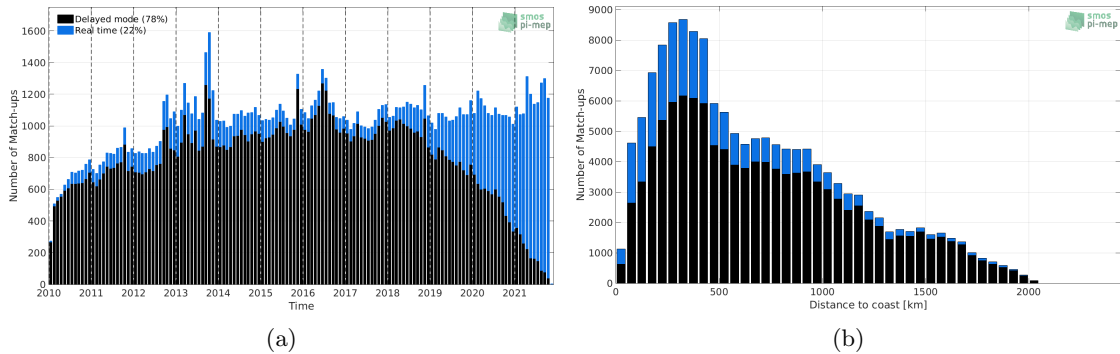 Delayed mode (78%)
Real time (22%)
smos
pi-mep
Number of Match-ups
1600
1400
1200
1000
800
600
400
200
0
2010 2011 2012 2013 2014 2015 2016 2017 2018 2019 2020 2021
Time
(a)
smos
pi-mep
Number of Match-ups
9000
8000
7000
6000
5000
4000
3000
2000
1000
0
0 500 1000 1500 2000
Distance to coast [km]
(b)